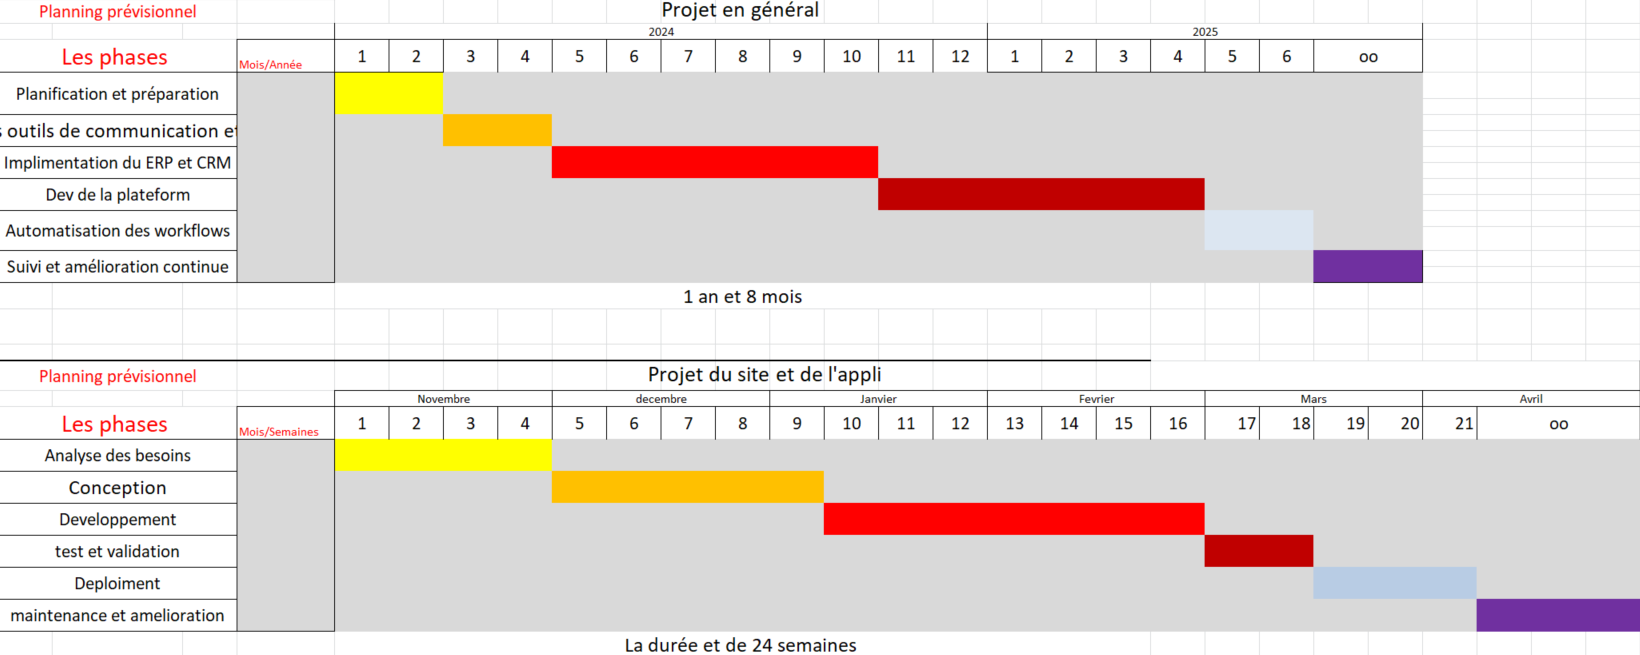 Planning prévisionnel Projet en général
2024 2025
Les phases Mois/Année 1 2 3 4 5 6 7 8 9 10 11 12 1 2 3 4 5 6 oo
Planification et préparation
s outils de communication et
Implimentation du ERP et CRM
Dev de la plateform
Automatisation des workflows
Suivi et amélioration continue
1 an et 8 mois
Planning prévisionnel Projet du site et de l'appli
Novembre decembre Janvier Fevrier Mars Avril
Les phases Mois/Semaines 1 2 3 4 5 6 7 8 9 10 11 12 13 14 15 16 17 18 19 20 21 oo
Analyse des besoins
Conception
Developpement
test et validation
Deploiment
maintenance et amelioration
La durée et de 24 semaines